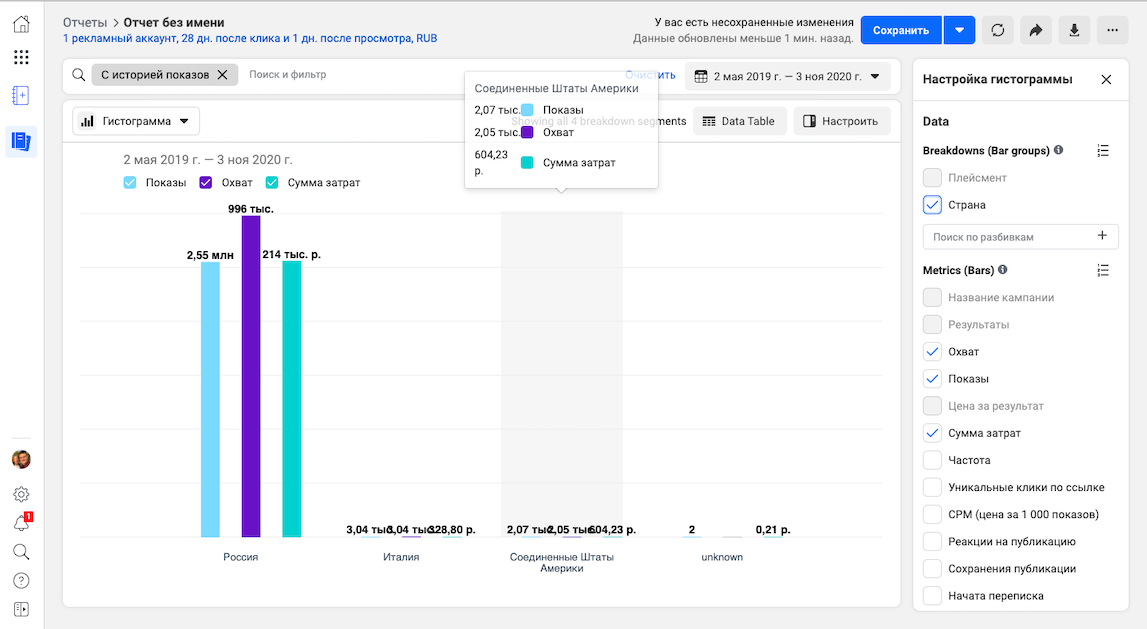 Отчеты > Отчет без имени
1 рекламный аккаунт, 28 дн. после клика и 1 дн. после просмотра, RUB
У вас есть несохраненные изменения
Данные обновлены меньше 1 мин. назад.
Сохранить
С историей показов
Поиск и фильтр
Очистить
2 мая 2019 г. — 3 ноя 2020 г.
Гистограмма
Showing all 4 breakdown segments
Data Table
Настроить
Соединенные Штаты Америки
2,07 тыс. Показы
2,05 тыс. Охват
604,23 р. Сумма затрат
2 мая 2019 г. — 3 ноя 2020 г.
Показы Охват Сумма затрат
996 тыс.
2,55 млн 214 тыс. р.
3,04 тыс. 3,04 тыс. 328,80 р. 2,07 тыс. 2,05 тыс. 604,23 р. 2 0,21 р.
Россия Италия Соединенные Штаты Америки unknown
Настройка гистограммы
Data
Breakdowns (Bar groups)
Плейсмент
Страна
Поиск по разбивкам
Metrics (Bars)
Название кампании
Результаты
Охват
Показы
Цена за результат
Сумма затрат
Частота
Уникальные клики по ссылке
CPM (цена за 1 000 показов)
Реакции на публикацию
Сохранения публикации
Начата переписка
1